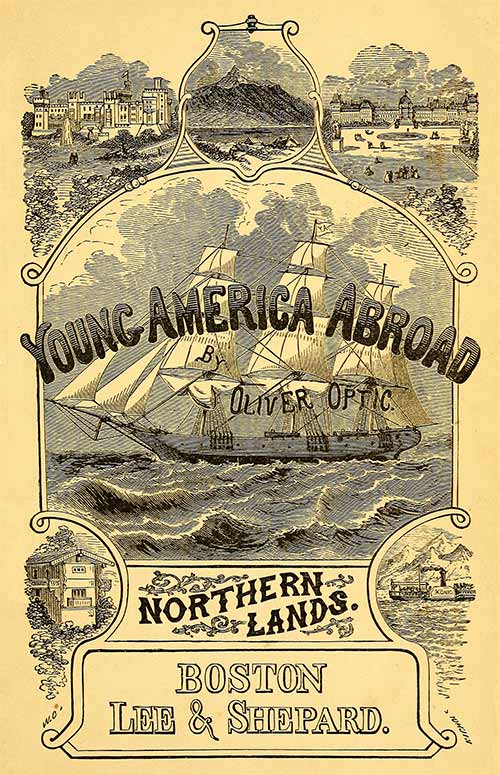 YOUNG AMERICA ABROAD
BY
OLIVER OPTIC.
NORTHERN
LANDS.
BOSTON
LEE & SHEPARD.